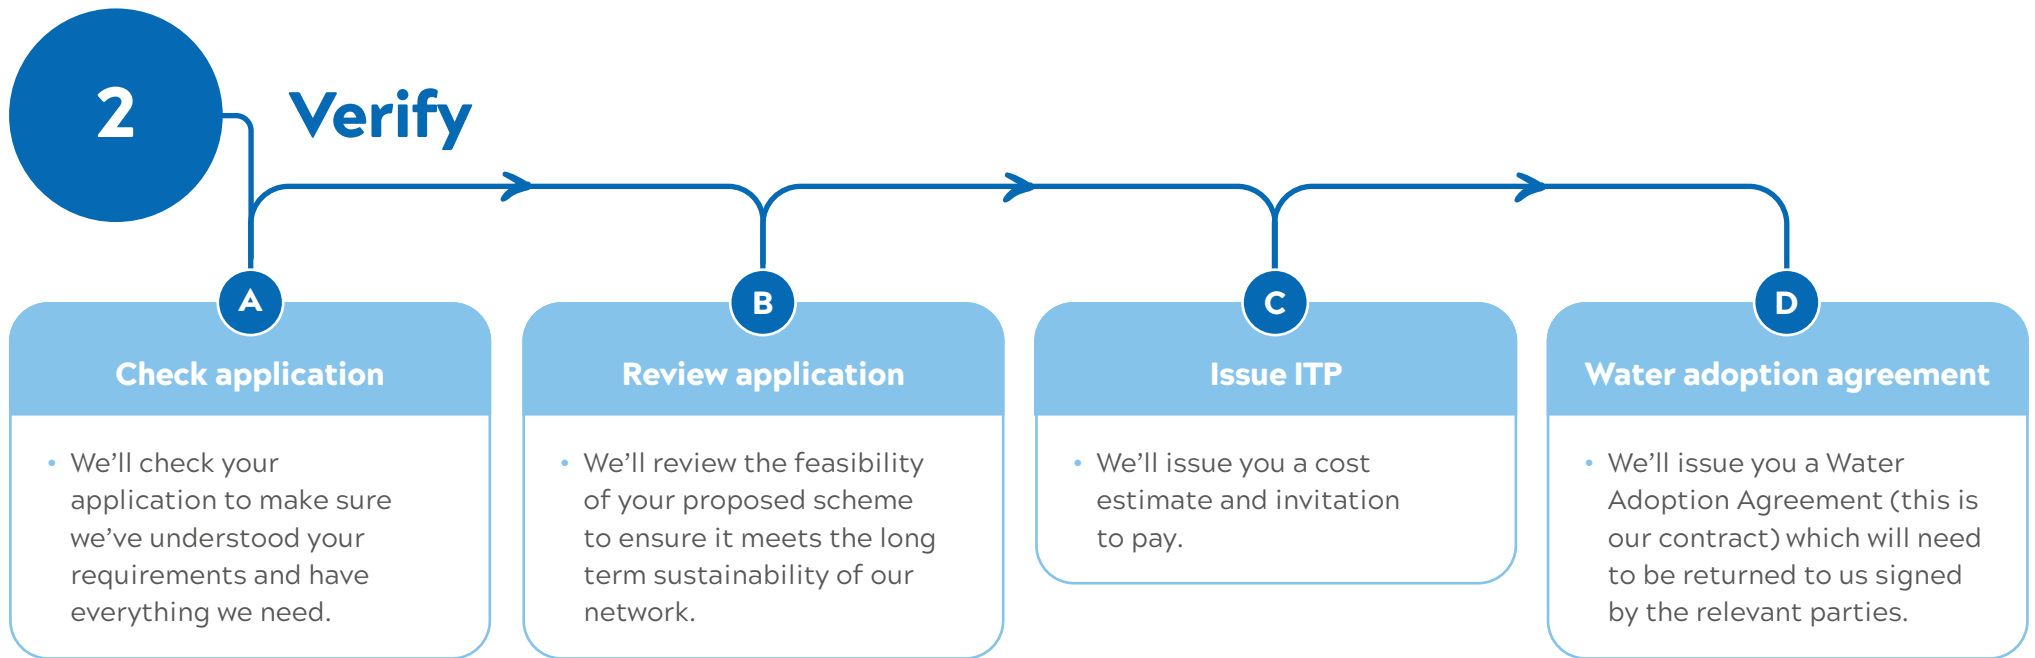 2
Verify
A
Check application
• We’ll check your
application to make sure
we’ve understood your
requirements and have
everything we need.
B
Review application
• We’ll review the feasibility
of your proposed scheme
to ensure it meets the long
term sustainability of our
network.
C
Issue ITP
• We’ll issue you a cost
estimate and invitation
to pay.
D
Water adoption agreement
• We’ll issue you a Water
Adoption Agreement (this is
our contract) which will need
to be returned to us signed
by the relevant parties.